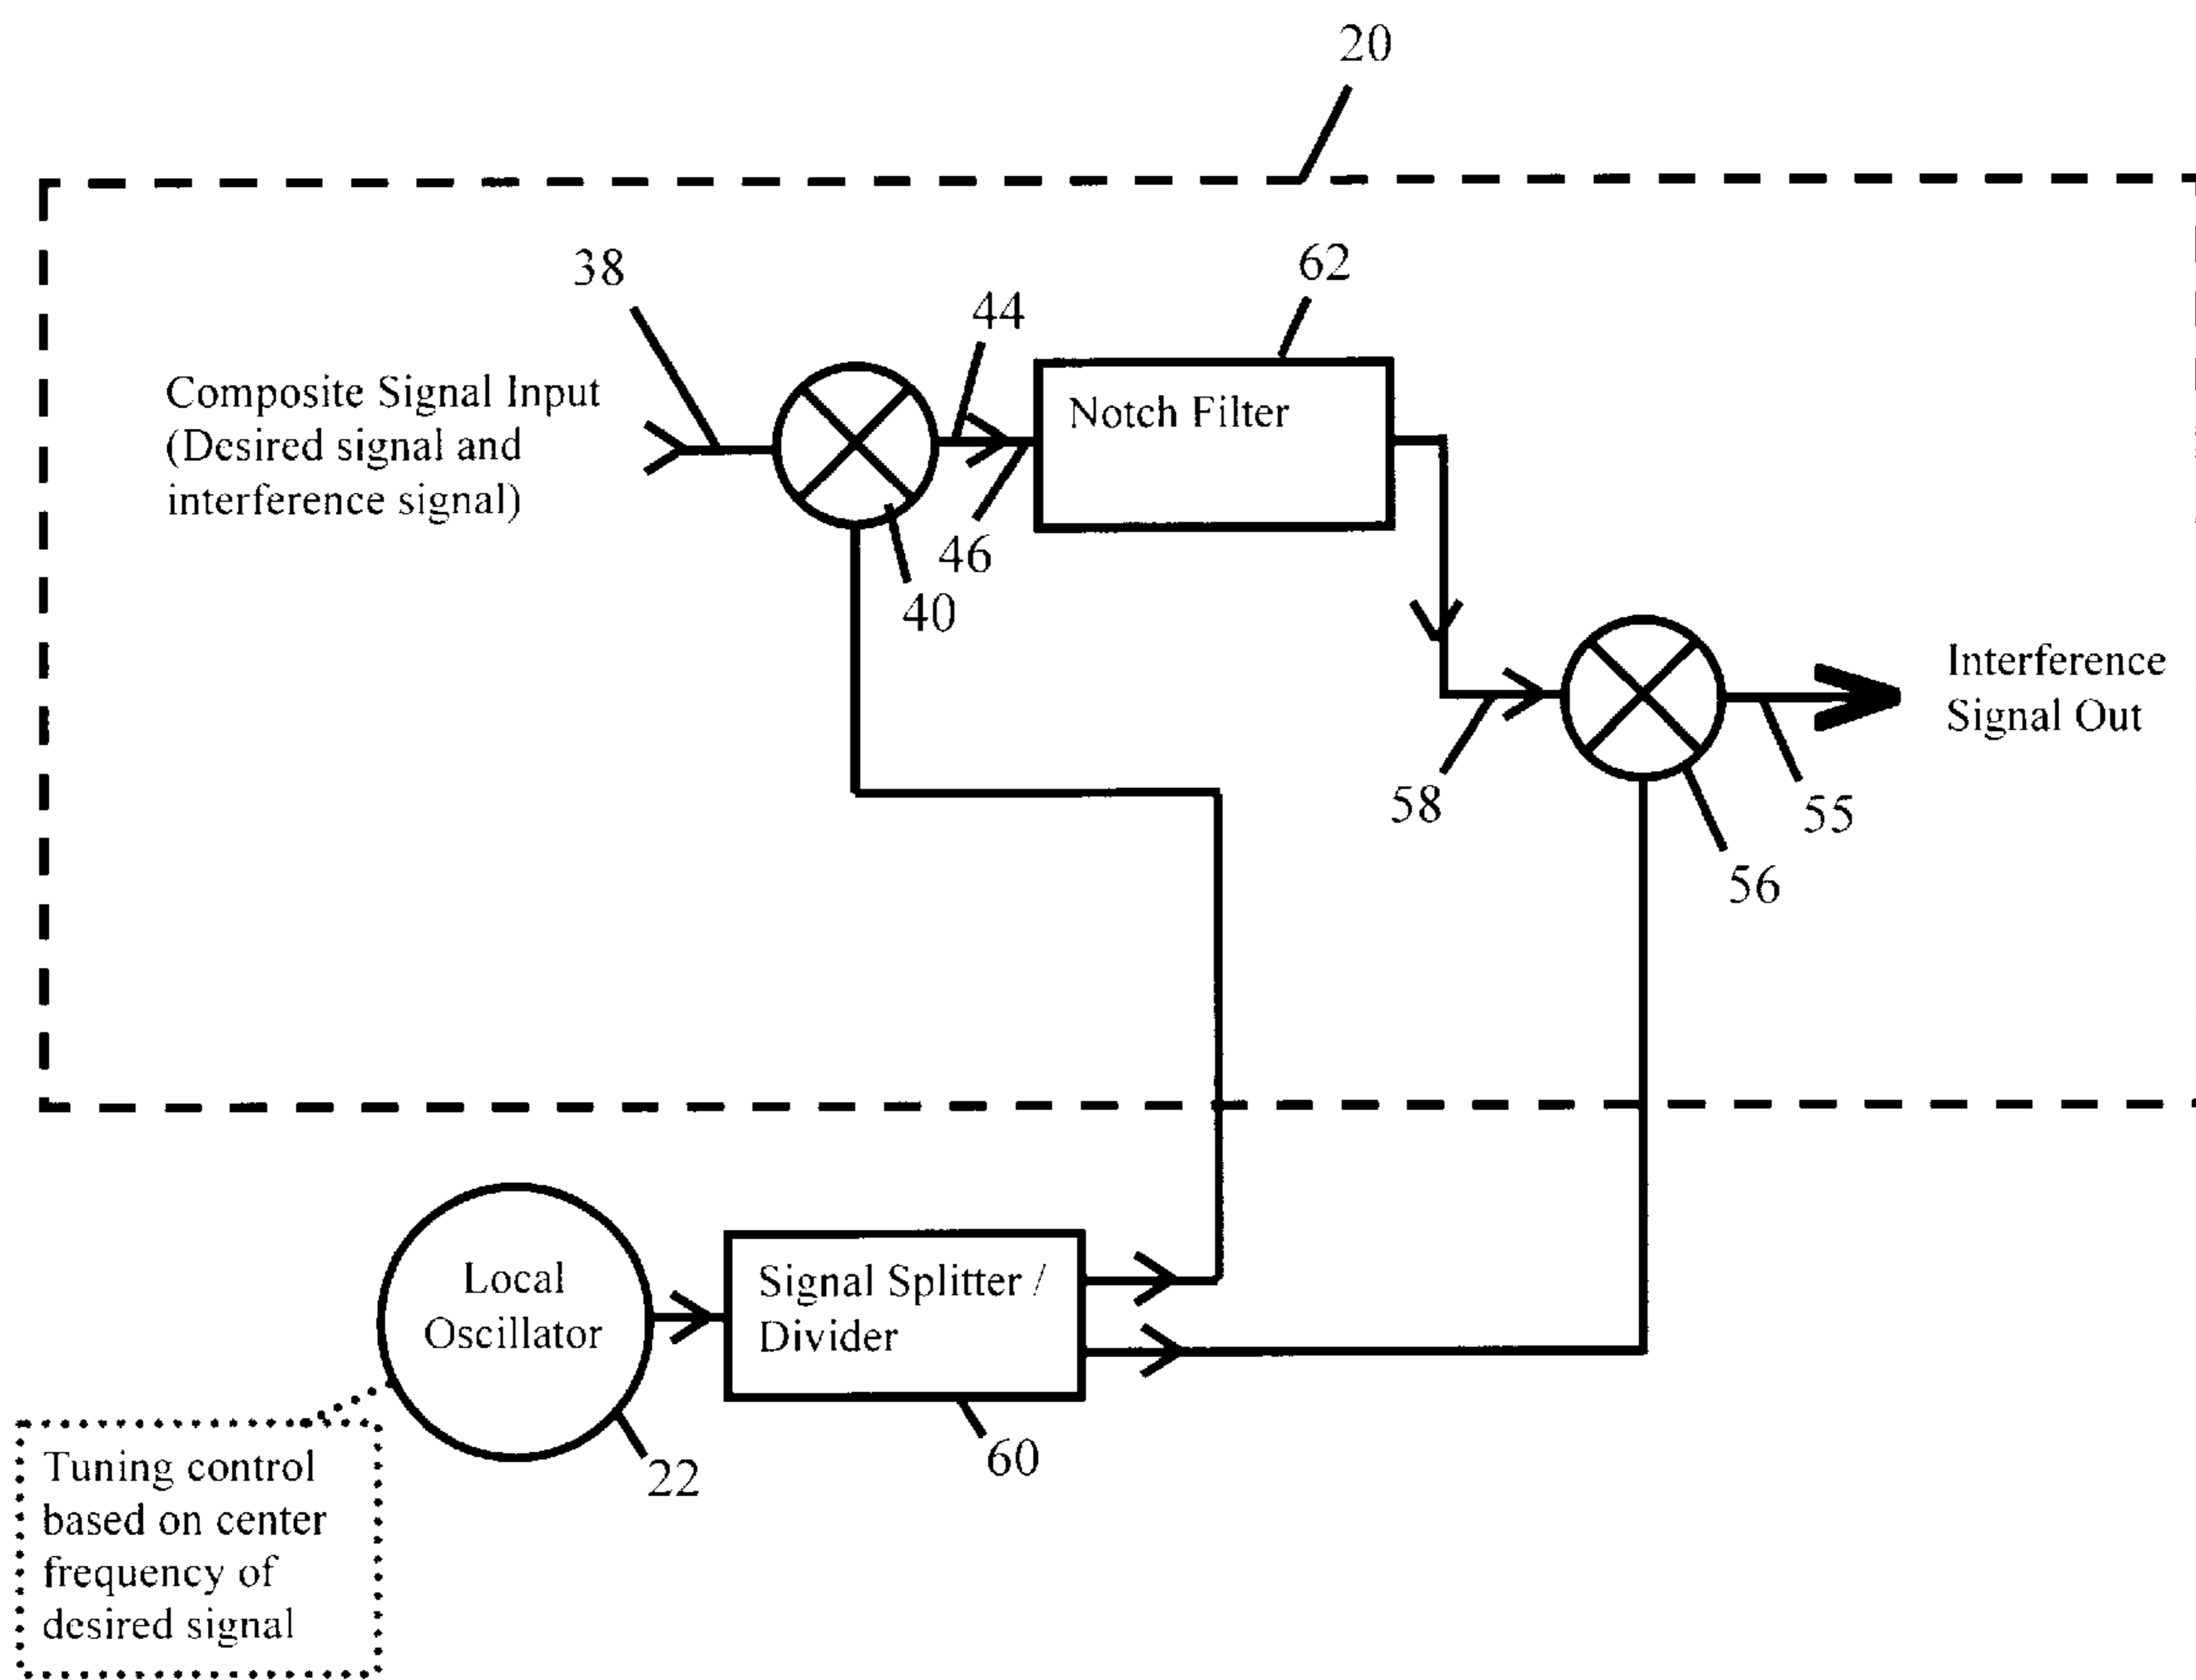 20
38
44
62
Composite Signal Input
(Desired signal and
interference signal)
Notch Filter
46
40
Interference
Signal Out
58
55
56
Local
Oscillator
Signal Splitter /
Divider
22
60
Tuning control
based on center
frequency of
desired signal